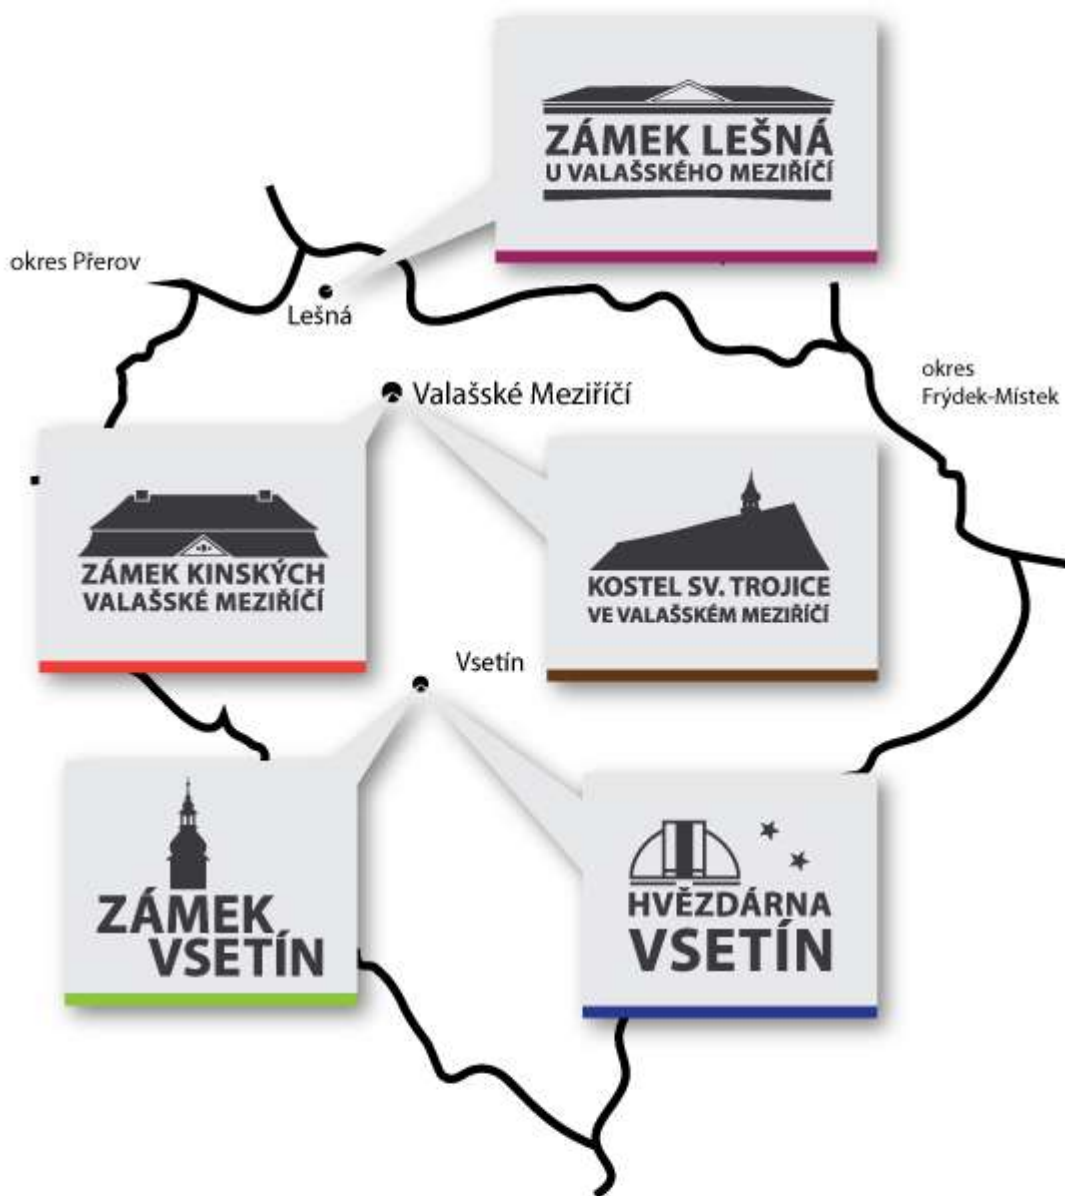 ZÁMEK LEŠNÁ
U VALAŠSKÉHO MEZIŘÍČÍ
okres Přerov
Lešná
okres
Frýdek-Místek
Valašské Meziříčí
ZÁMEK KINSKÝCH
VALAŠSKÉ MEZIŘÍČÍ
KOSTEL SV. TROJICE
VE VALAŠSKÉM MEZIŘÍČÍ
Vsetín
ZÁMEK
VSETÍN
HVĚZDÁRNA
VSETÍN